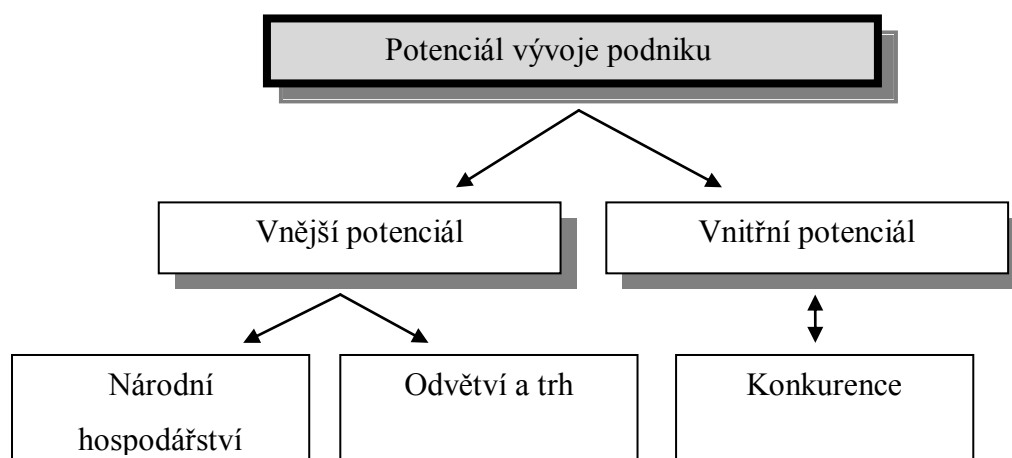 Potenciál vývoje podniku
Vnější potenciál
Vnitřní potenciál
Národní
hospodářství
Odvětví a trh
Konkurence